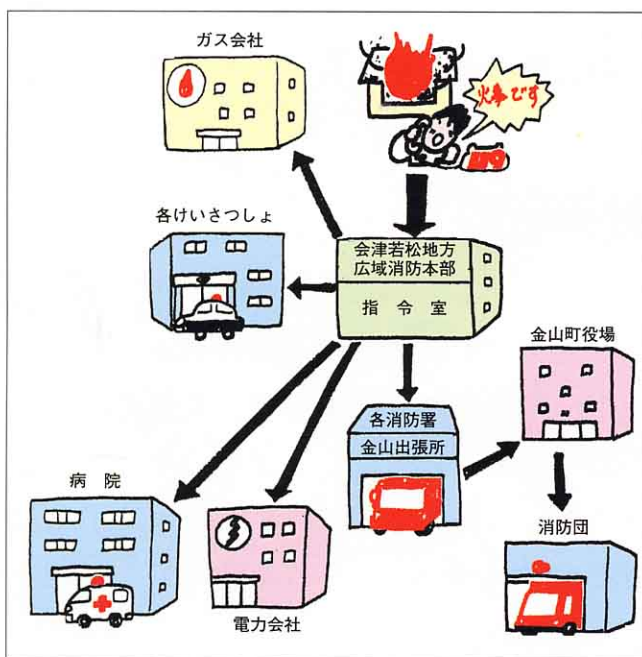 ガス会社
火事です
119
各けいさつしょ
会津若松地方
広域消防本部
指令室
金山町役場
各消防署
金山出張所
病院
電力会社
消防団